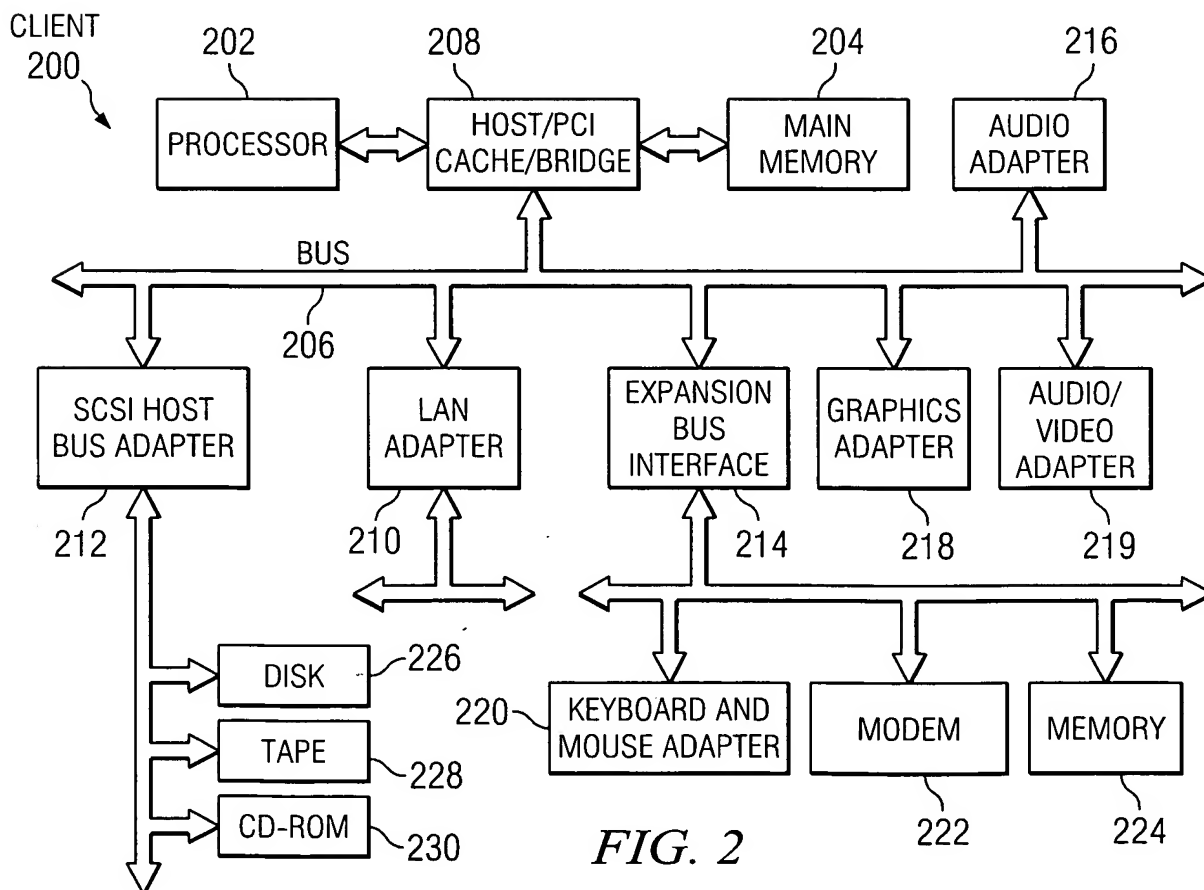 CLIENT
200
202
208
204
216
PROCESSOR
HOST/PCI
CACHE/BRIDGE
MAIN
MEMORY
AUDIO
ADAPTER
BUS
206
SCSI HOST
BUS ADAPTER
LAN
ADAPTER
EXPANSION
BUS
INTERFACE
GRAPHICS
ADAPTER
AUDIO/
VIDEO
ADAPTER
212
210
214
218
219
DISK
226
TAPE
228
CD-ROM
230
220
KEYBOARD AND
MOUSE ADAPTER
MODEM
MEMORY
222
224
FIG. 2